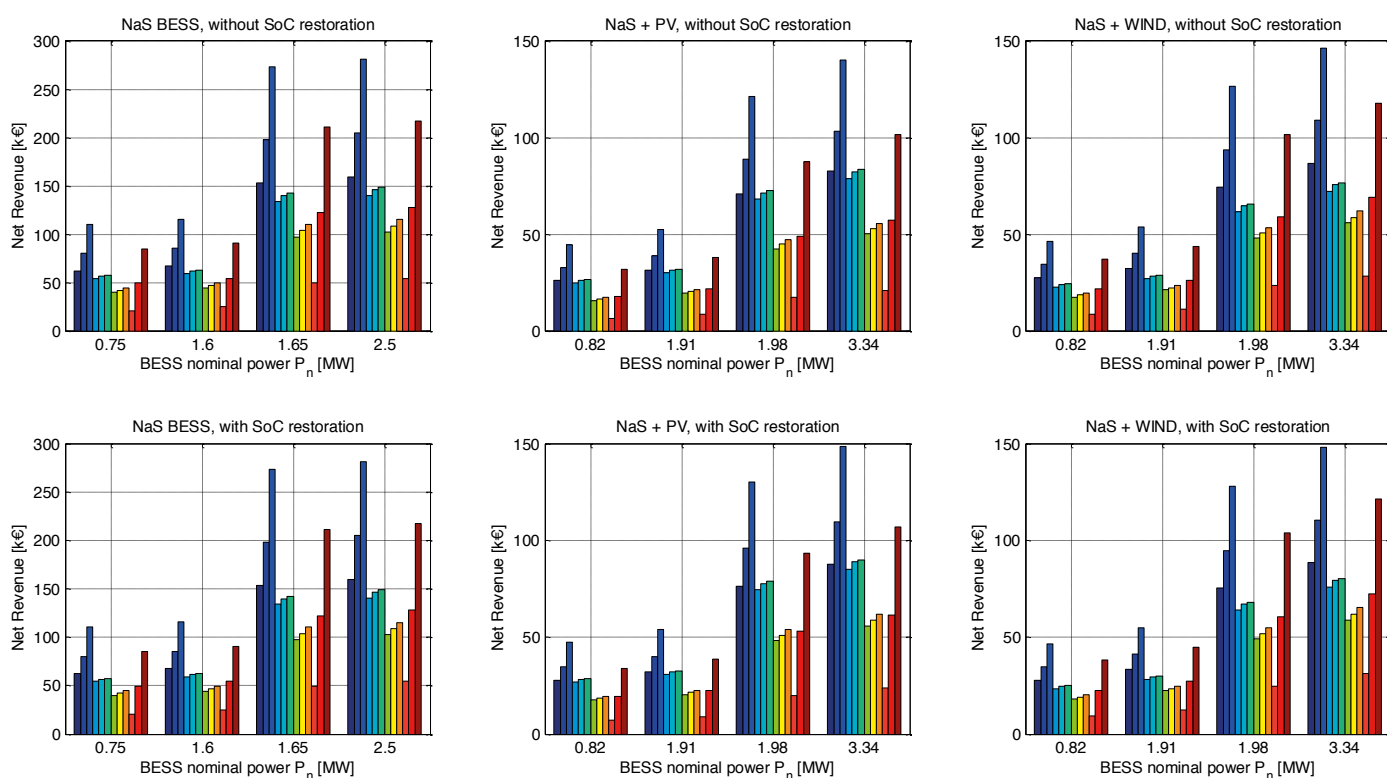 NaS BESS, without SoC restoration
300
250
200
150
100
50
0
Net Revenue [k€]
0.75 1.6 1.65 2.5
BESS nominal power P_n [MW]
NaS + PV, without SoC restoration
150
100
50
0
Net Revenue [k€]
0.82 1.91 1.98 3.34
BESS nominal power P_n [MW]
NaS + WIND, without SoC restoration
150
100
50
0
Net Revenue [k€]
0.82 1.91 1.98 3.34
BESS nominal power P_n [MW]
NaS BESS, with SoC restoration
300
250
200
150
100
50
0
Net Revenue [k€]
0.75 1.6 1.65 2.5
BESS nominal power P_n [MW]
NaS + PV, with SoC restoration
150
100
50
0
Net Revenue [k€]
0.82 1.91 1.98 3.34
BESS nominal power P_n [MW]
NaS + WIND, with SoC restoration
150
100
50
0
Net Revenue [k€]
0.82 1.91 1.98 3.34
BESS nominal power P_n [MW]